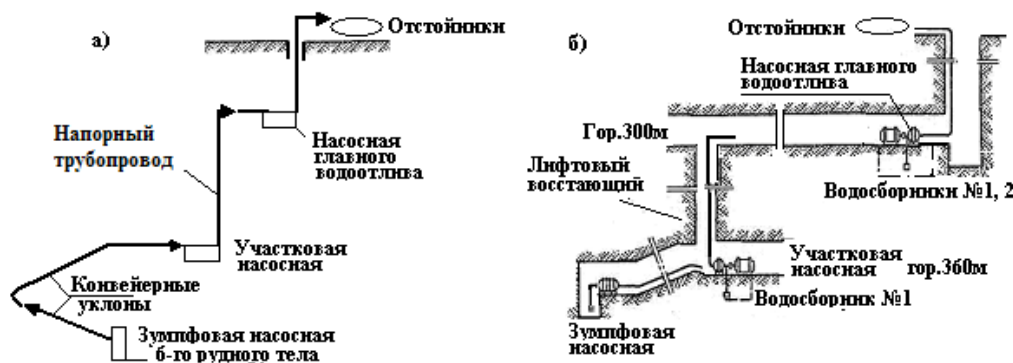 а)
Отстойники
Насосная
главного
водоотлива
Напорный
трубопровод
Участковая
насосная
Конвейерные
уклоны
Зумпфовая насосная
6-го рудного тела
б)
Отстойники
Насосная главного
водоотлива
Гор.300м
Лифтовый
восстающий
Водосборники №1, 2
Участковая
насосная гор.360м
Водосборник №1
Зумпфовая
насосная